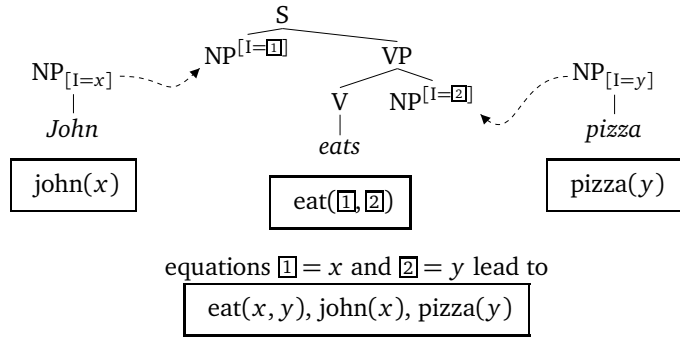 S
NP[I=1] VP
NP[I=x] V NP[I=2] NP[I=y]
John eats pizza
john(x) eat(1, 2) pizza(y)
equations 1 = x and 2 = y lead to
eat(x, y), john(x), pizza(y)